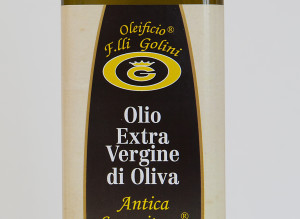 Oleificio®
F.lli Golini
G
Olio
Extra
Vergine
di Oliva
Antica